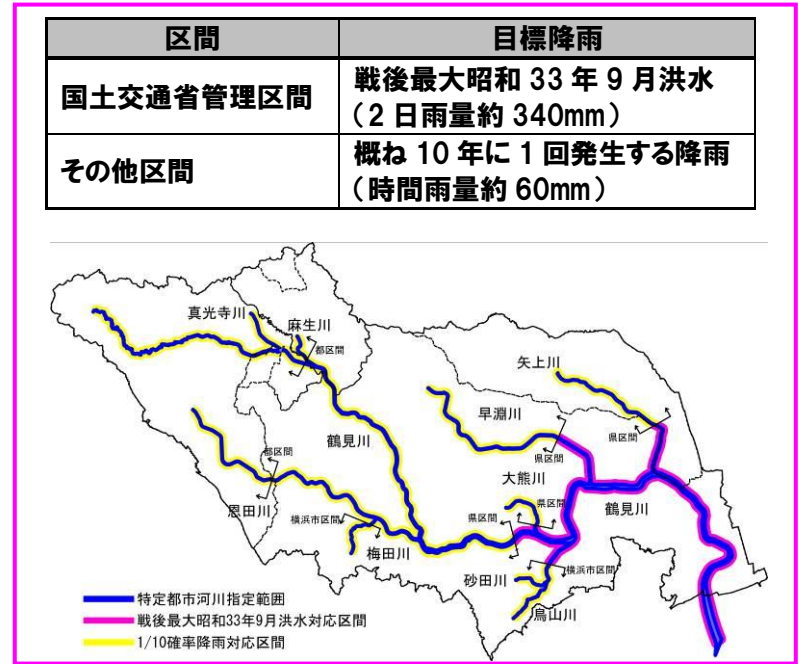 区間 目標降雨
国土交通省管理区間 戦後最大昭和 33 年 9 月洪水
（2 日雨量約 340mm）
その他区間 概ね 10 年に 1 回発生する降雨
（時間雨量約 60mm）
真光寺川
麻生川
都区間
矢上川
早淵川
県区間
鶴見川
県区間
都区間
大熊川
県区間
鶴見川
恩田川
横浜市区間
県区間
梅田川
横浜市区間
砂田川
鳥山川
特定都市河川指定範囲
戦後最大昭和33年9月洪水対応区間
1/10確率降雨対応区間